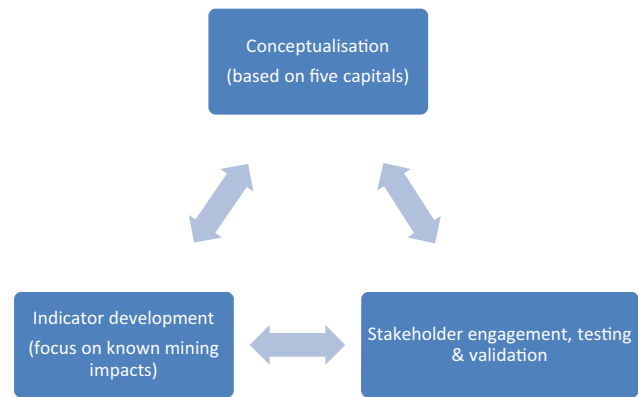 Conceptualisation
(based on five capitals)
Indicator development
(focus on known mining
impacts)
Stakeholder engagement, testing
& validation